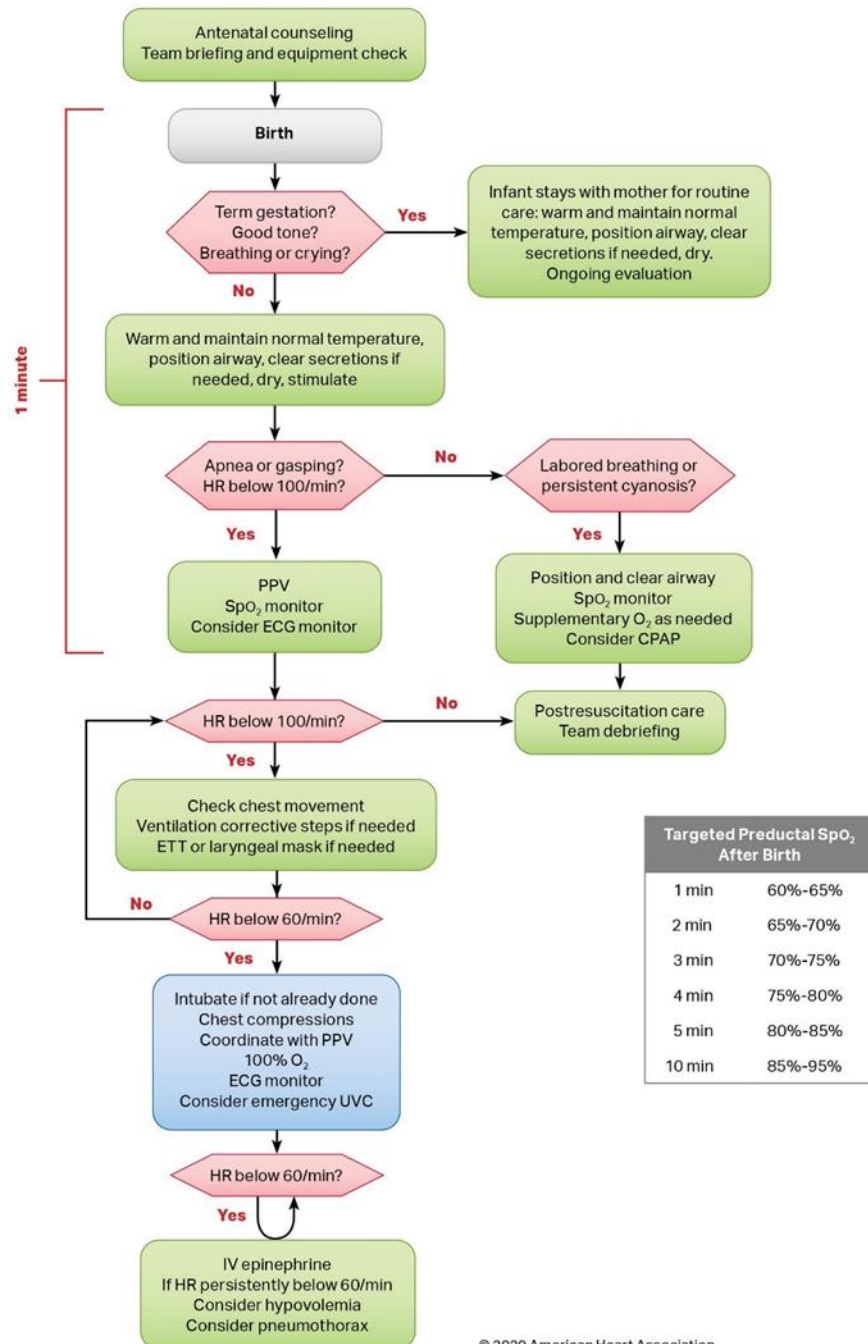 Antenatal counseling
Team briefing and equipment check
Birth
1 minute
Term gestation?
Good tone?
Breathing or crying?
Yes
Infant stays with mother for routine
care: warm and maintain normal
temperature, position airway, clear
secretions if needed, dry.
Ongoing evaluation
No
Warm and maintain normal temperature,
position airway, clear secretions if
needed, dry, stimulate
Apnea or gasping?
HR below 100/min?
No
Labored breathing or
persistent cyanosis?
Yes
Yes
PPV
SpO₂ monitor
Consider ECG monitor
Position and clear airway
SpO₂ monitor
Supplementary O₂ as needed
Consider CPAP
HR below 100/min?
No
Postresuscitation care
Team debriefing
Yes
Check chest movement
Ventilation corrective steps if needed
ETT or laryngeal mask if needed
No
HR below 60/min?
Yes
Intubate if not already done
Chest compressions
Coordinate with PPV
100% O₂
ECG monitor
Consider emergency UVC
HR below 60/min?
Yes
IV epinephrine
If HR persistently below 60/min
Consider hypovolemia
Consider pneumothorax
Targeted Preductal SpO₂
After Birth
1 min 60%-65%
2 min 65%-70%
3 min 70%-75%
4 min 75%-80%
5 min 80%-85%
10 min 85%-95%
© 2020 American Heart Association